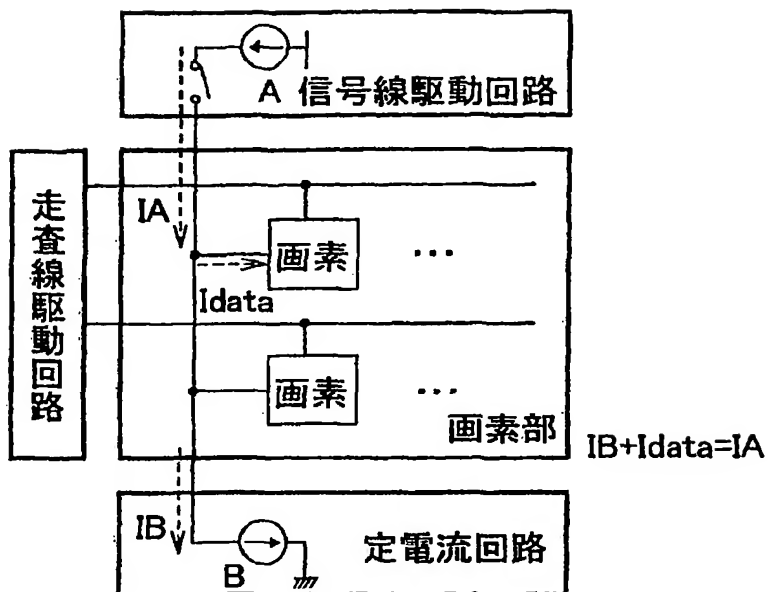 A 信号線駆動回路
走査線駆動回路
IA
画素 ...
Idata
画素 ...
画素部
IB+Idata=IA
IB
定電流回路
B